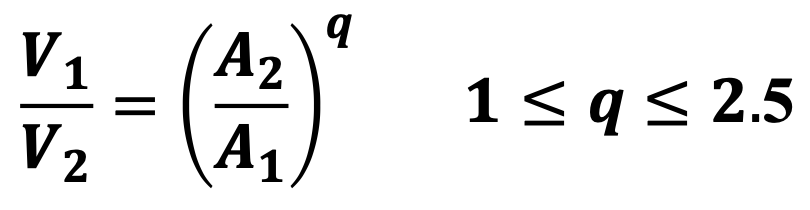 V₁/V₂ = (A₂/A₁)^q 1 ≤ q ≤ 2.5